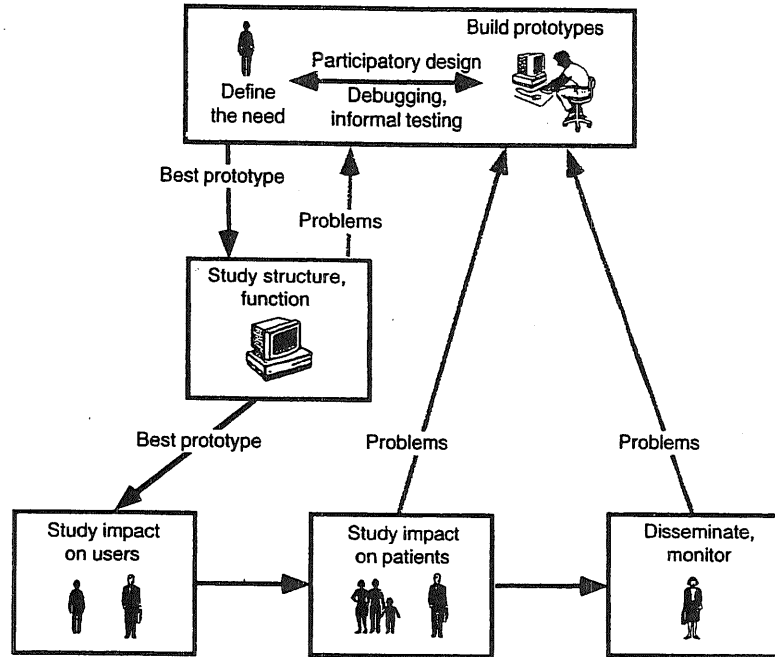 Build prototypes
Participatory design
Define
the need
Debugging,
informal testing
Best prototype
Problems
Study structure,
function
Best prototype
Problems
Problems
Study impact
on users
Study impact
on patients
Disseminate,
monitor